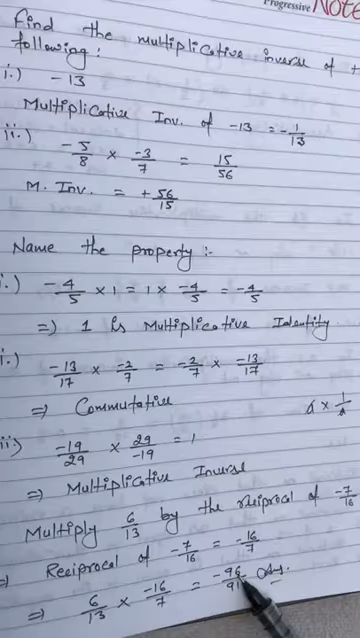 Progressive Note
Find the multiplicative inverse of
following:
i.) -13
Multiplicative Inv. of -13 = -1/13
ii.) -5/8 × -3/7 = 15/56
M. Inv. = +56/15
Name the property:-
i.) -4/5 × 1 = 1 × -4/5 = -4/5
=) 1 is Multiplicative Identity.
i.) -13/17 × -2/7 = -2/7 × -13/17
=> Commutative
ii) -19/29 × 29/-19 = 1
=> Multiplicative Inverse
Multiply 6/13 by the reciprocal of -7/16
=> Reciprocal of -7/16 = -16/7
=> 6/13 × -16/7 = -96/91 Ans.